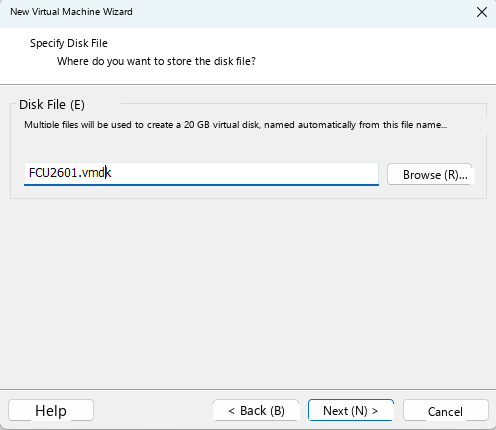 New Virtual Machine Wizard
Specify Disk File
Where do you want to store the disk file?
Disk File (E)
Multiple files will be used to create a 20 GB virtual disk, named automatically from this file name...
FCU2601.vmdk
Browse (R)...
Help
< Back (B)
Next (N) >
Cancel